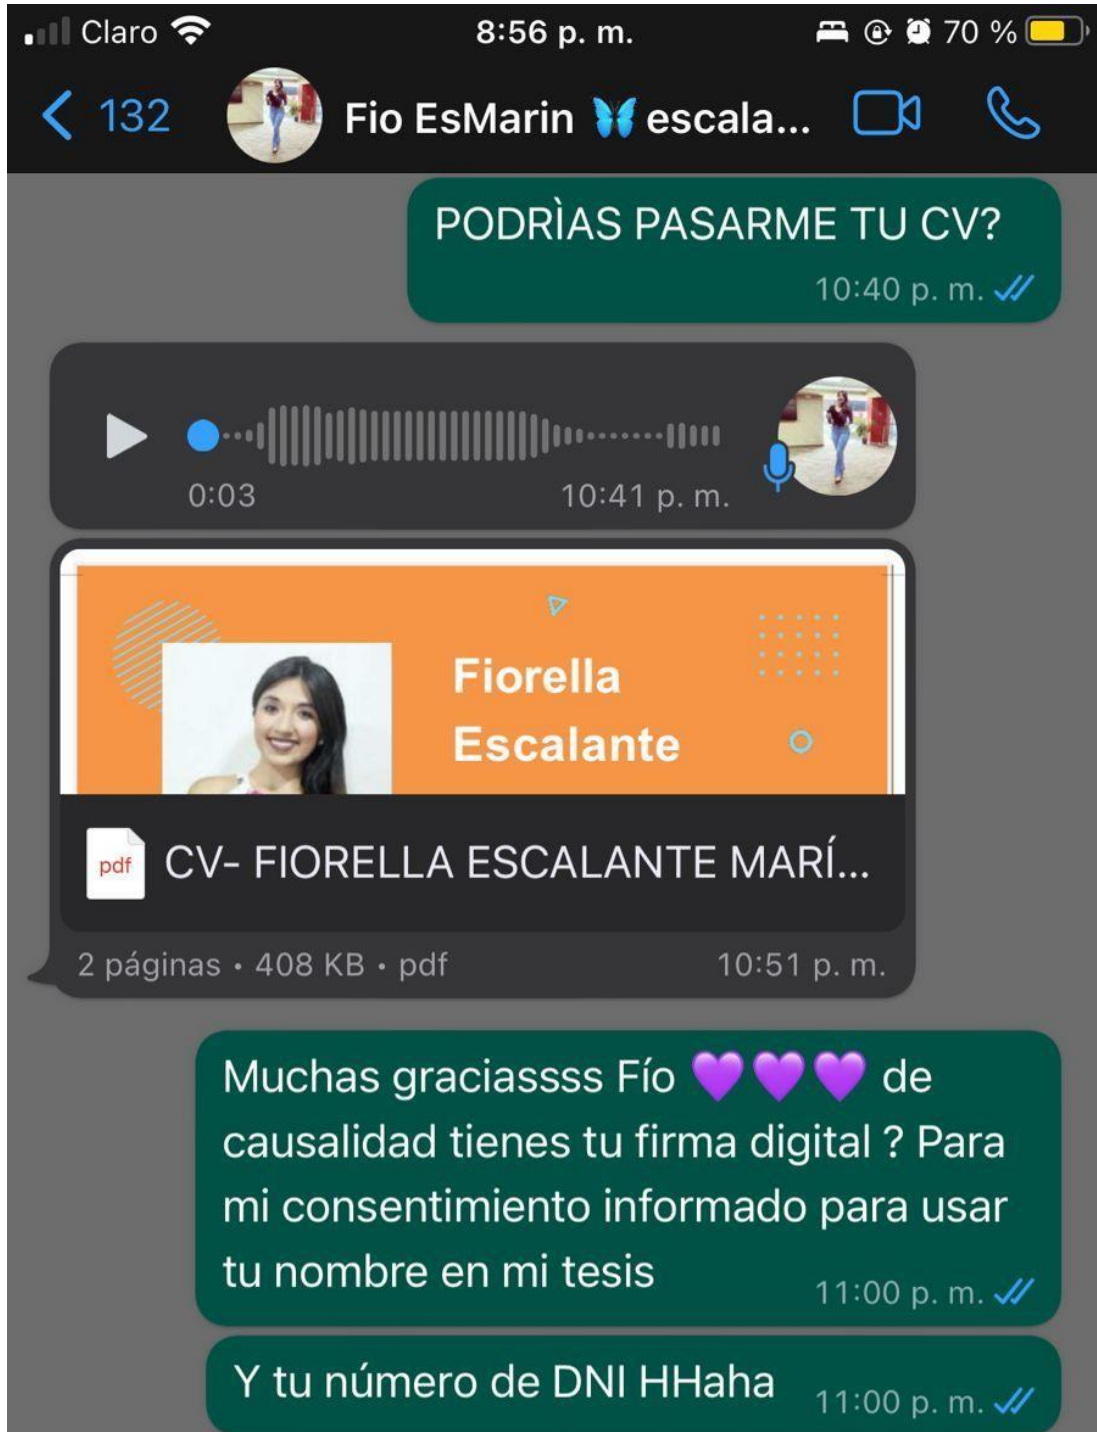 Claro 8:56 p. m. 70 %
132 Fio EsMarin 🦋 escala...
PODRÌAS PASARME TU CV?
10:40 p. m.
0:03 10:41 p. m.
Fiorella
Escalante
pdf CV- FIORELLA ESCALANTE MARÍ...
2 páginas • 408 KB • pdf 10:51 p. m.
Muchas graciassss Fío 💜💜💜 de
causalidad tienes tu firma digital ? Para
mi consentimiento informado para usar
tu nombre en mi tesis
11:00 p. m.
Y tu número de DNI HHaha
11:00 p. m.